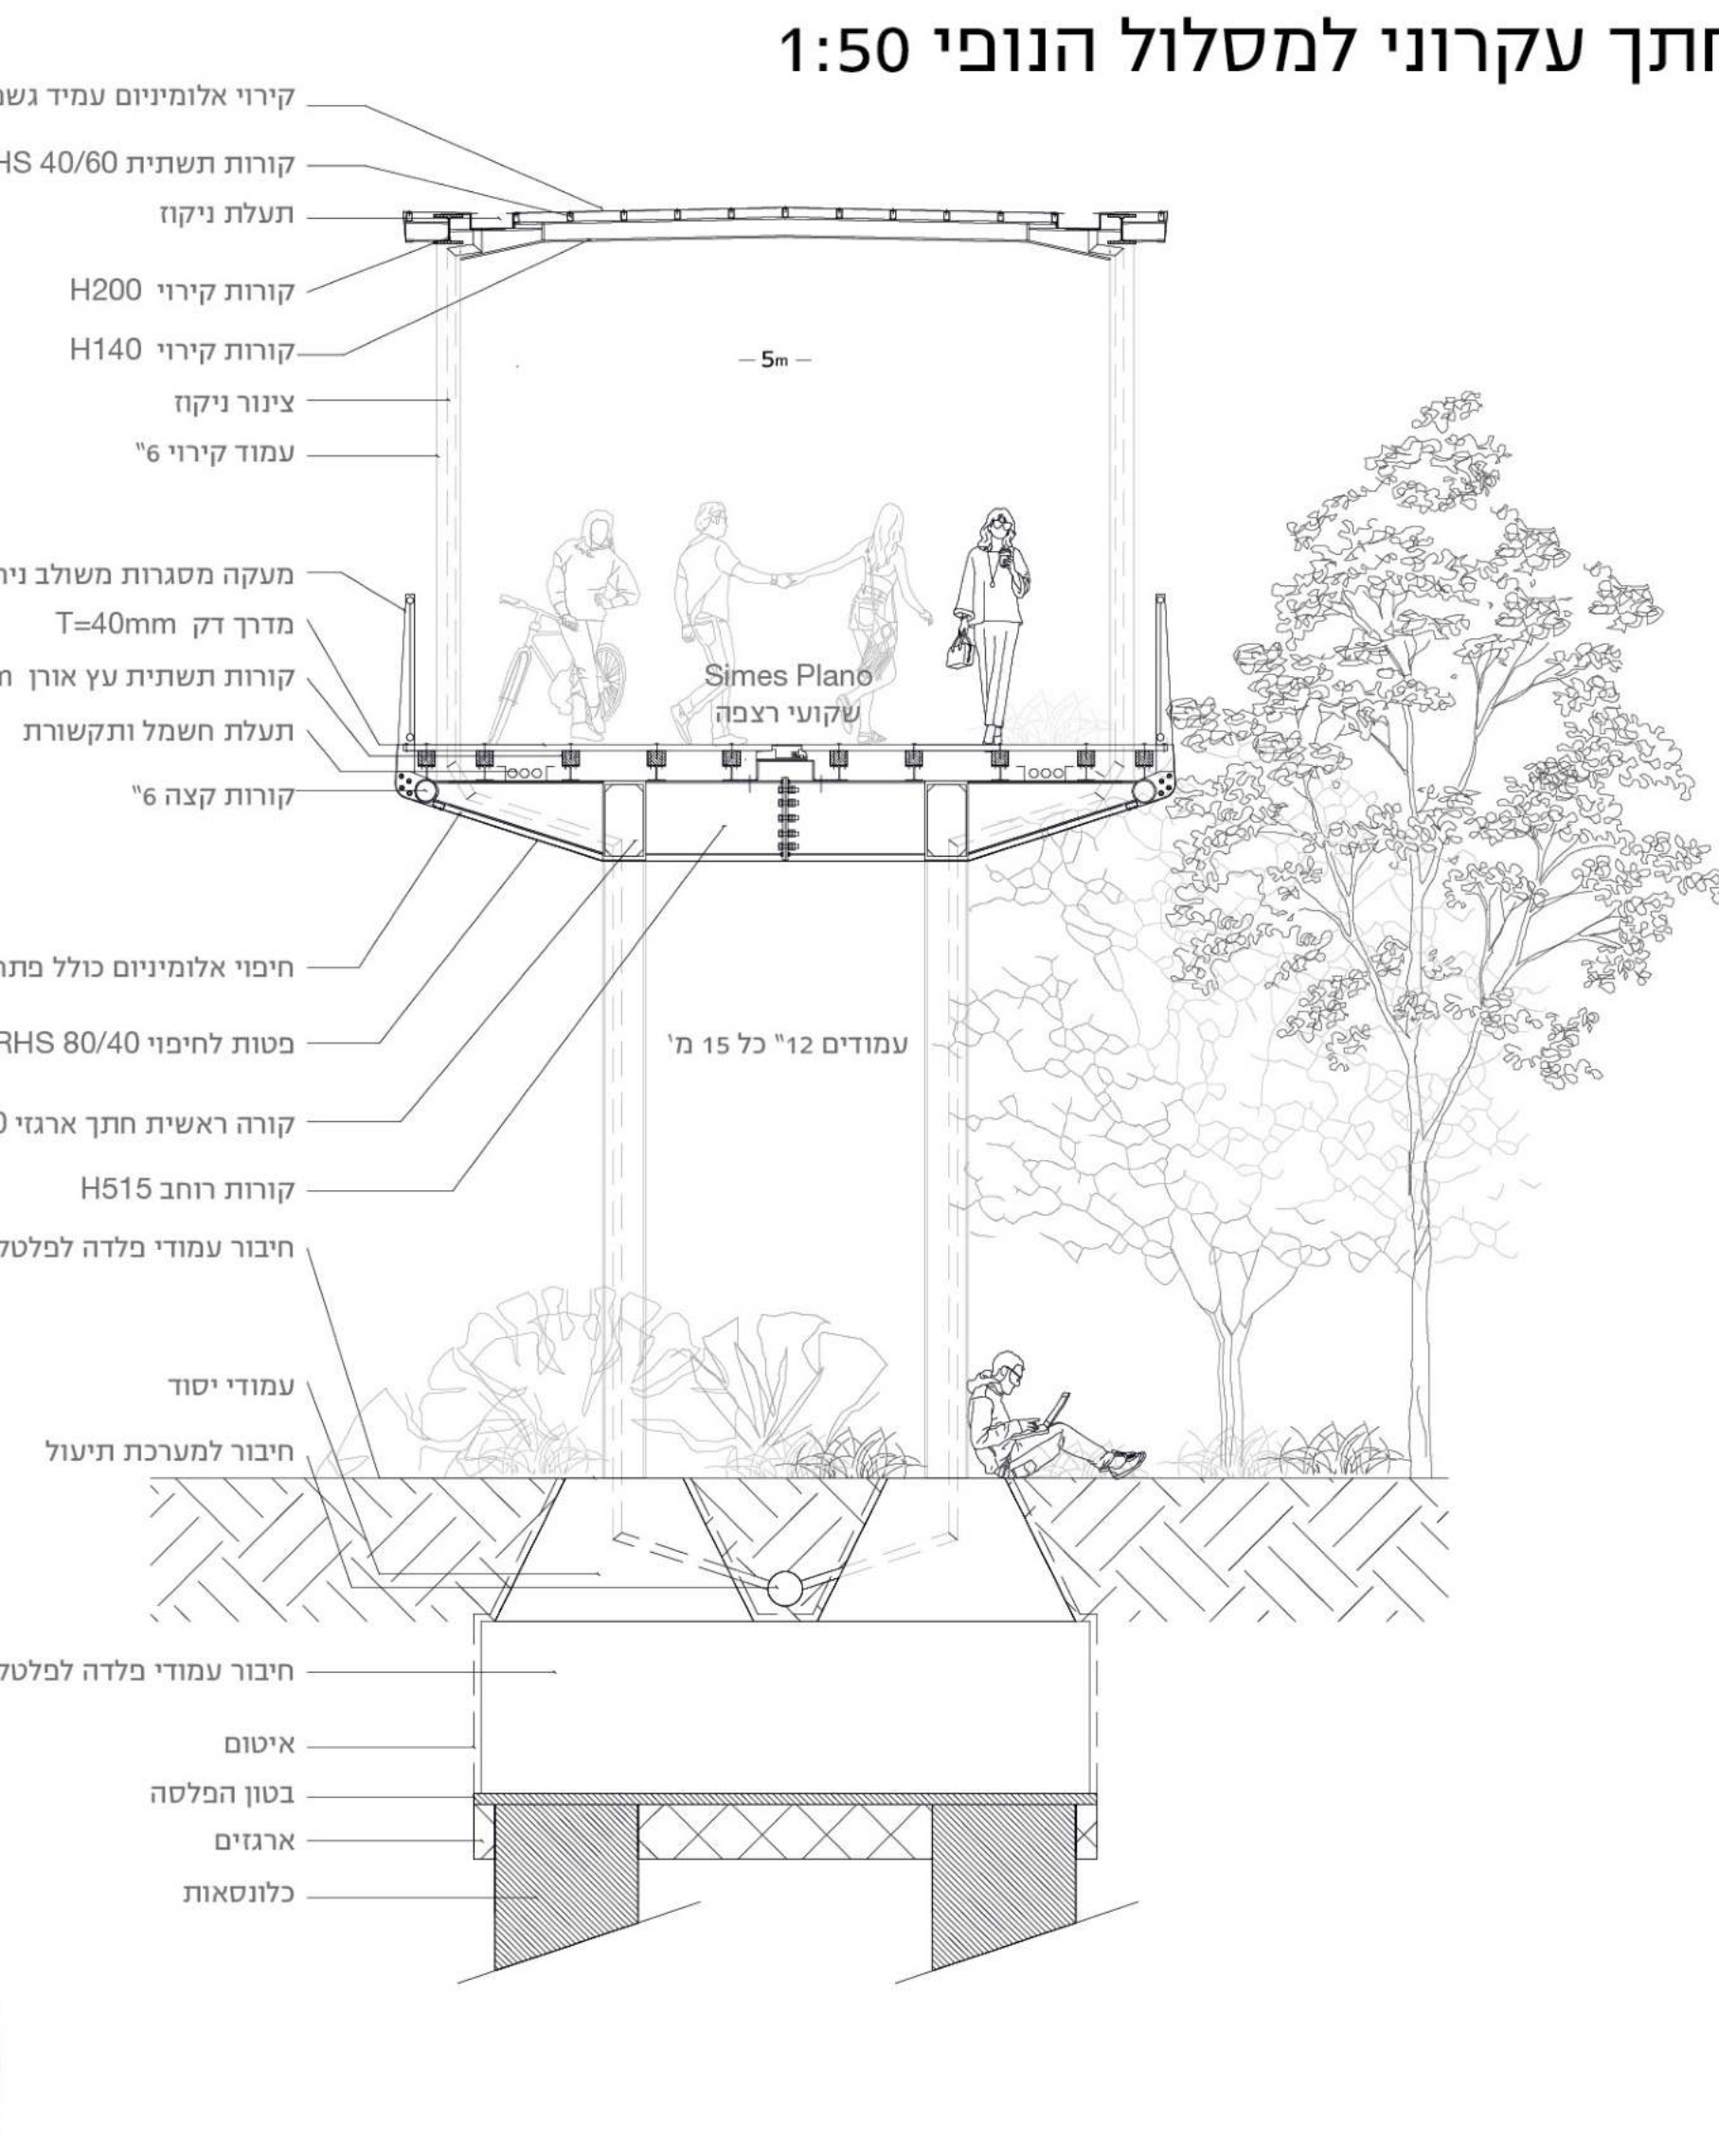 חתך עקרוני למסלול הנופי 1:50
קירוי אלומיניום עמיד גשם
קורות תשתית HS 40/60
תעלת ניקוז
קורות קירוי H200
קורות קירוי H140
– 5m –
צינור ניקוז
עמוד קירוי 6"
מעקה מסגרות משולב
מדרך דק T=40mm
קורות תשתית עץ אורן
Simes Plano
שקועי רצפה
תעלת חשמל ותקשורת
קורות קצה 6"
חיפוי אלומיניום כולל
פטות לחיפוי RHS 80/40
עמודים 12" כל 15 מ'
קורה ראשית חתך ארגזי
קורות רוחב H515
חיבור עמודי פלדה
עמודי יסוד
חיבור למערכת תיעול
חיבור עמודי פלדה
איטום
בטון הפלסה
ארגזים
כלונסאות